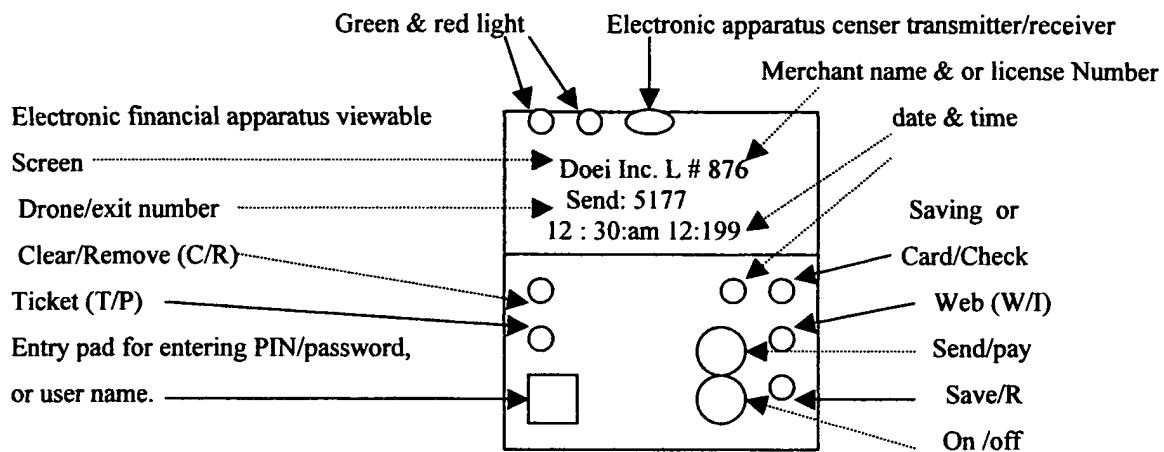 Green & red light Electronic apparatus censer transmitter/receiver
Merchant name & or license Number
Electronic financial apparatus viewable date & time
Screen Doei Inc. L # 876
Drone/exit number Send: 5177 Saving or
12 : 30:am 12:199
Clear/Remove (C/R) Card/Check
Ticket (T/P) Web (W/I)
Entry pad for entering PIN/password, Send/pay
or user name. Save/R
On /off